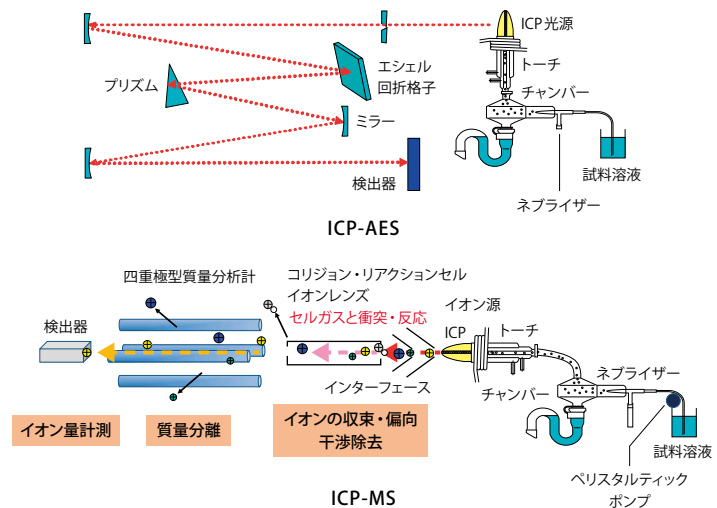 ICP光源
トーチ
チャンバー
エシェル
回折格子
プリズム
ミラー
検出器
試料溶液
ネブライザー
ICP-AES
四重極型質量分析計
コリジョン・リアクションセル
イオンレンズ
セルガスと衝突・反応
イオン源
ICP
トーチ
検出器
インターフェース
チャンバー
ネブライザー
試料溶液
イオン量計測
質量分離
イオンの収束・偏向
干渉除去
ペリスタルティック
ポンプ
ICP-MS